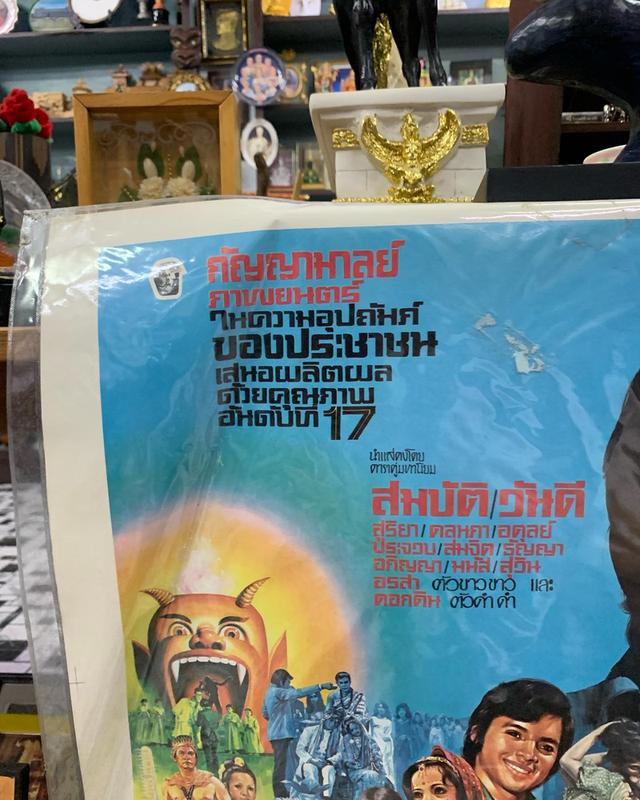 กัญญามาลย์
ภาพยนตร์
ในความอุปถัมภ์
ของประชาชน
เสนอผลิตผล
ด้วยคุณภาพ
อันดับที่ 17
นำแสดงโดย
ดาราคู่มหานิยม
สมบัติ/วันดี
สุริยา/ดลนภา/อดุลย์
ประจวบ/สมจิต/ธัญญา
อภิญญา/มนัส/สุวิน
อรสา ตัวขาวขาว และ
ดอกดิน ตัวดำดำ